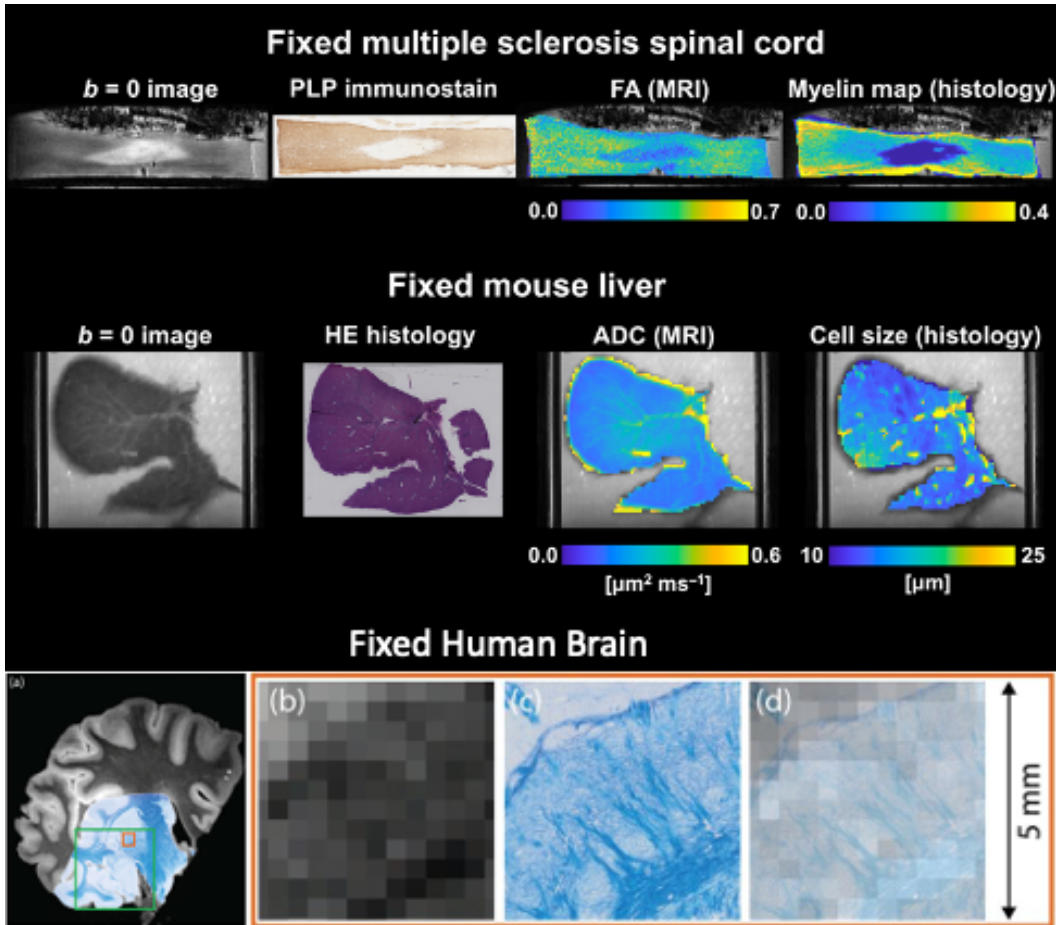 Fixed multiple sclerosis spinal cord
b = 0 image PLP immunostain FA (MRI) Myelin map (histology)
0.0 0.7 0.0 0.4
Fixed mouse liver
b = 0 image HE histology ADC (MRI) Cell size (histology)
0.0 0.6 10 25
[µm² ms⁻¹] [µm]
Fixed Human Brain
(a) (b) (c) (d)
5 mm